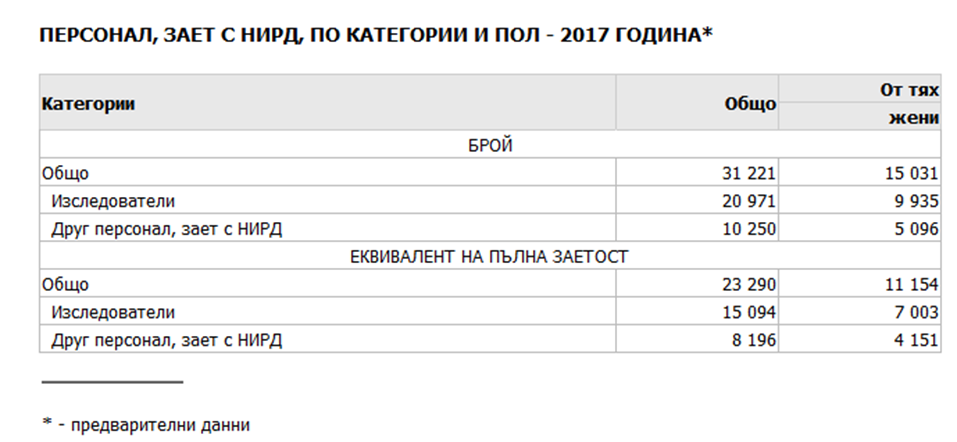 ПЕРСОНАЛ, ЗАЕТ С НИРД, ПО КАТЕГОРИИ И ПОЛ - 2017 ГОДИНА*
Категории Общо От тях
жени
БРОЙ
Общо 31 221 15 031
Изследователи 20 971 9 935
Друг персонал, зает с НИРД 10 250 5 096
ЕКВИВАЛЕНТ НА ПЪЛНА ЗАЕТОСТ
Общо 23 290 11 154
Изследователи 15 094 7 003
Друг персонал, зает с НИРД 8 196 4 151
* - предварителни данни